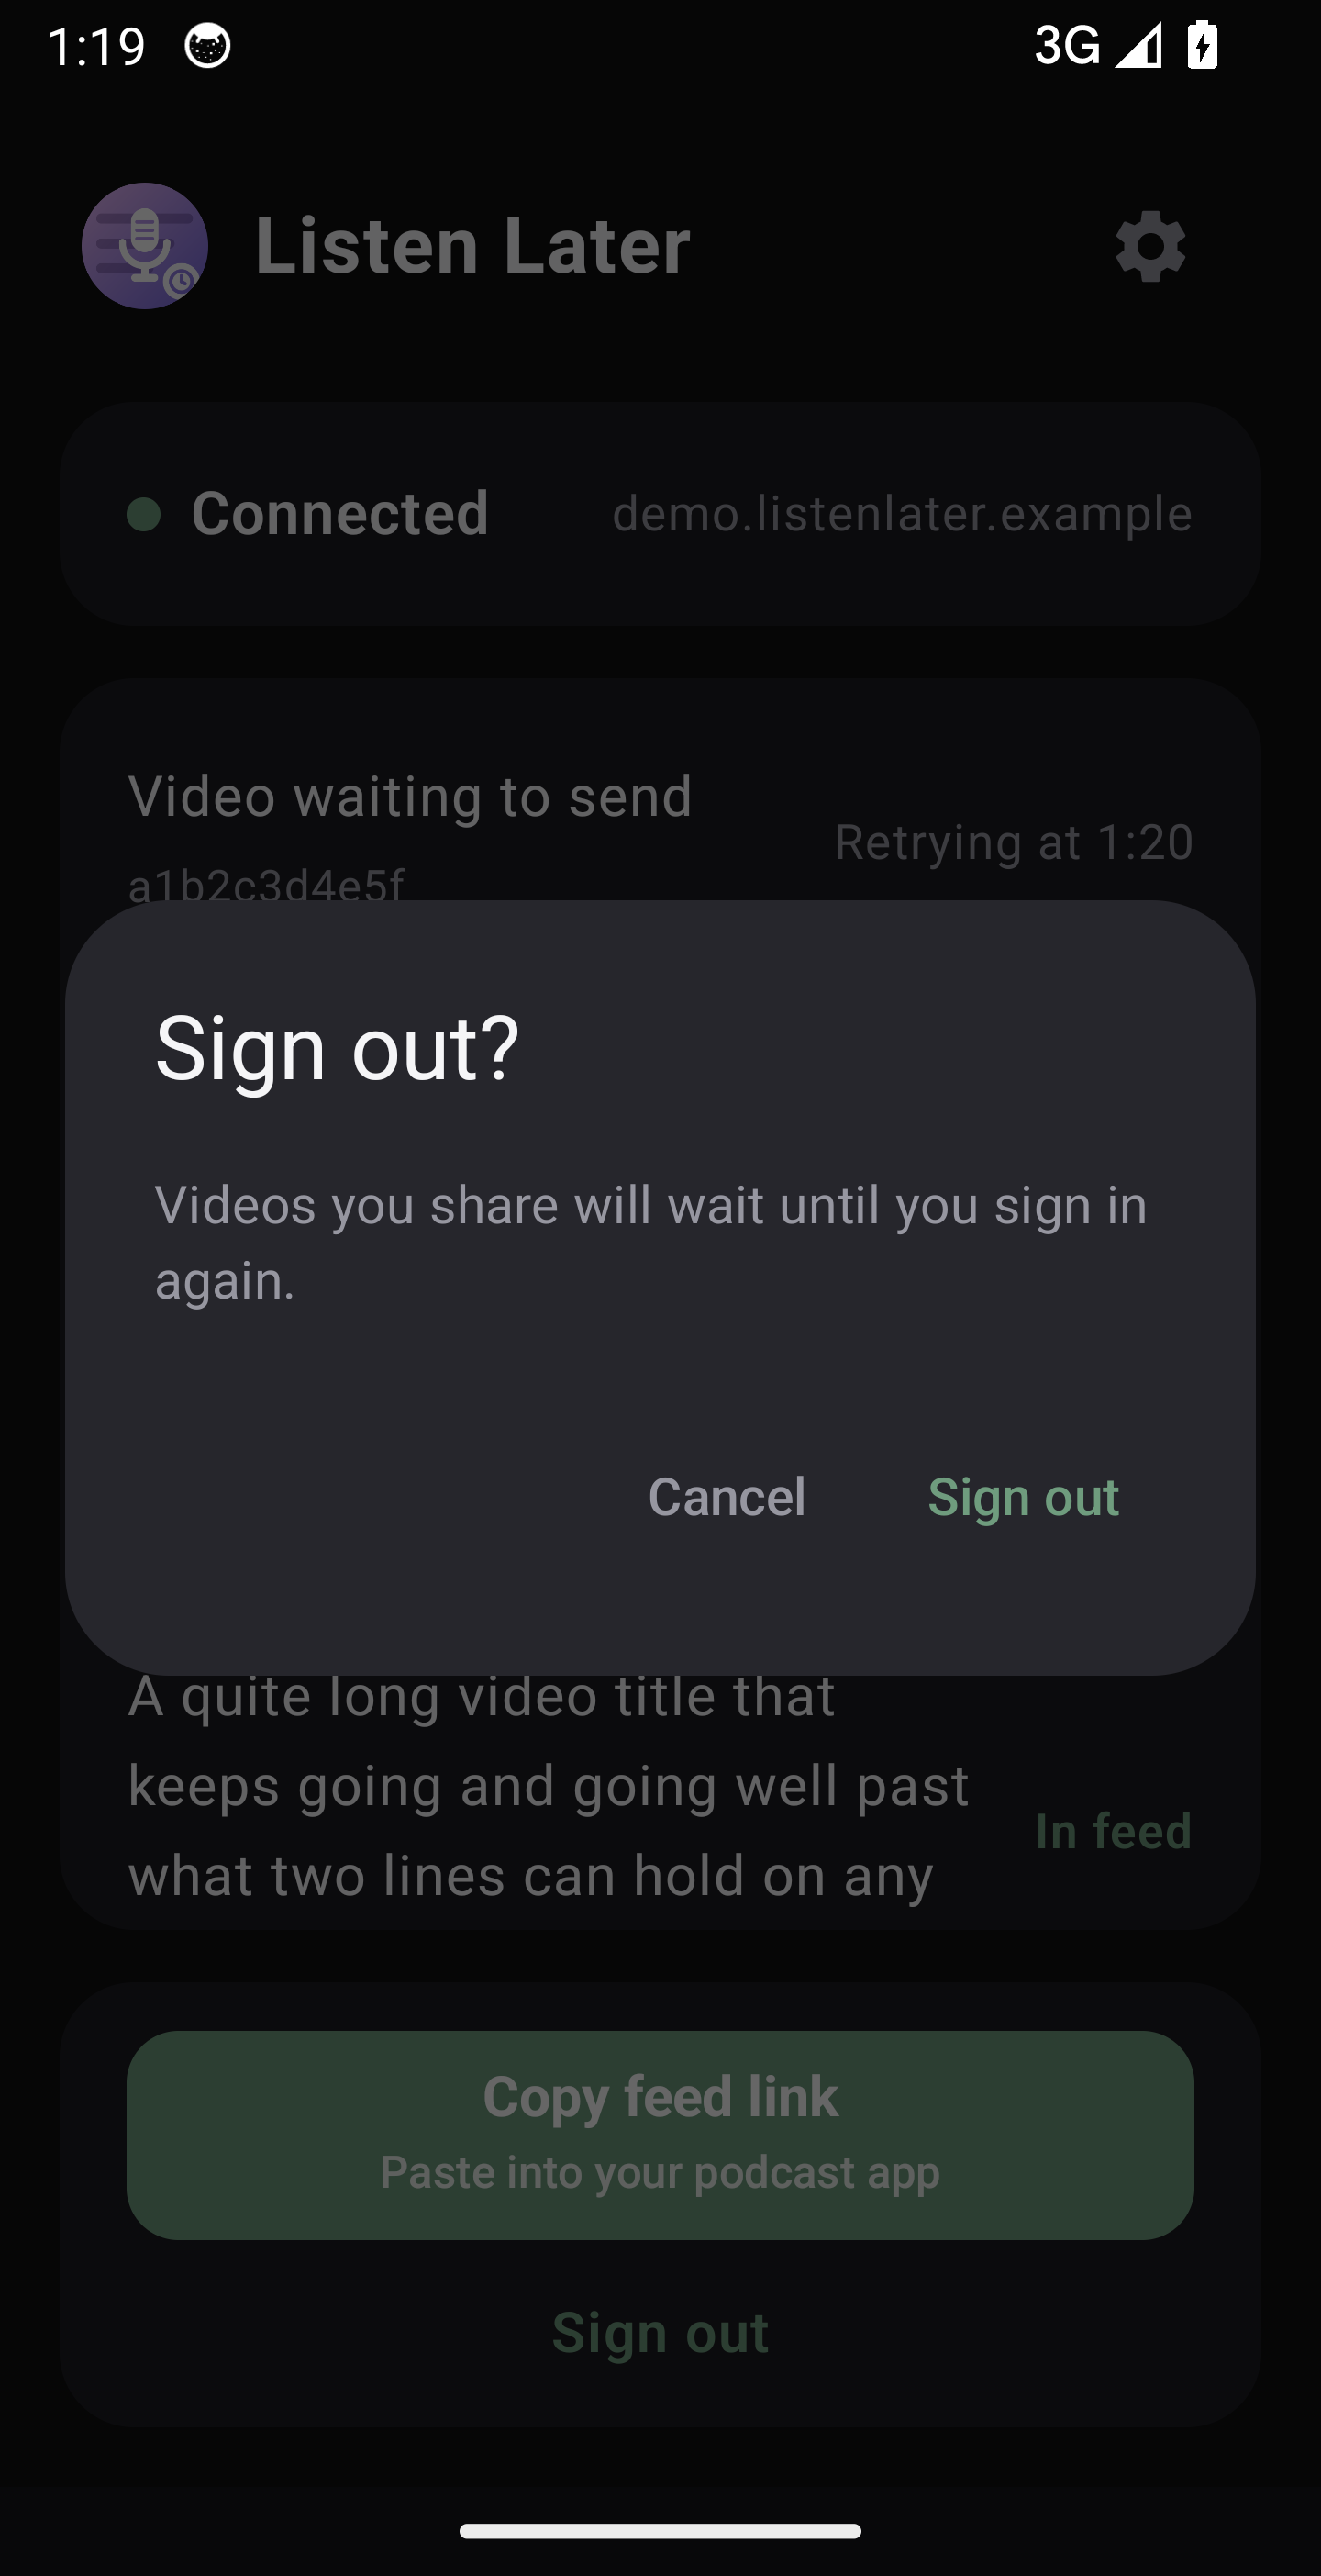 1:19
3G
Listen Later
Connected
demo.listenlater.example
Video waiting to send
Retrying at 1:20
a1b2c3d4e5f
Sign out?
Videos you share will wait until you sign in
again.
Cancel
Sign out
A quite long video title that
keeps going and going well past
what two lines can hold on any
In feed
Copy feed link
Paste into your podcast app
Sign out